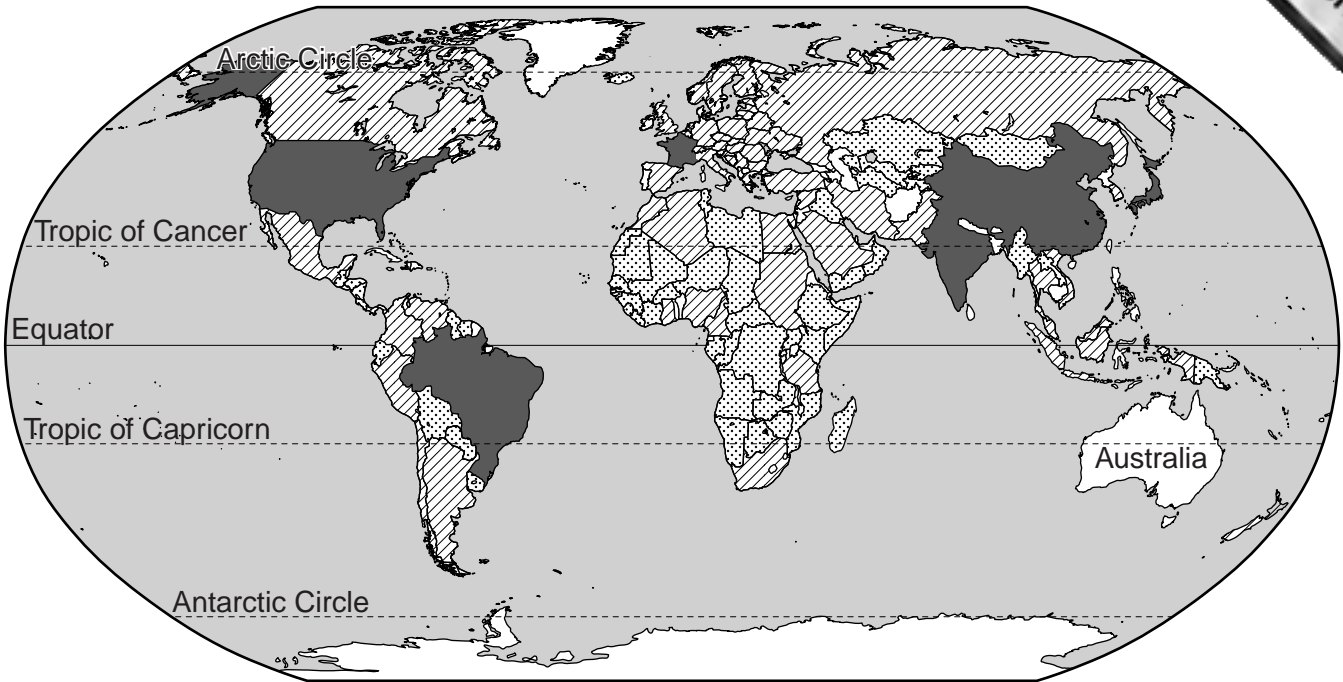 Arctic Circle
Tropic of Cancer
Equator
Tropic of Capricorn
Australia
Antarctic Circle